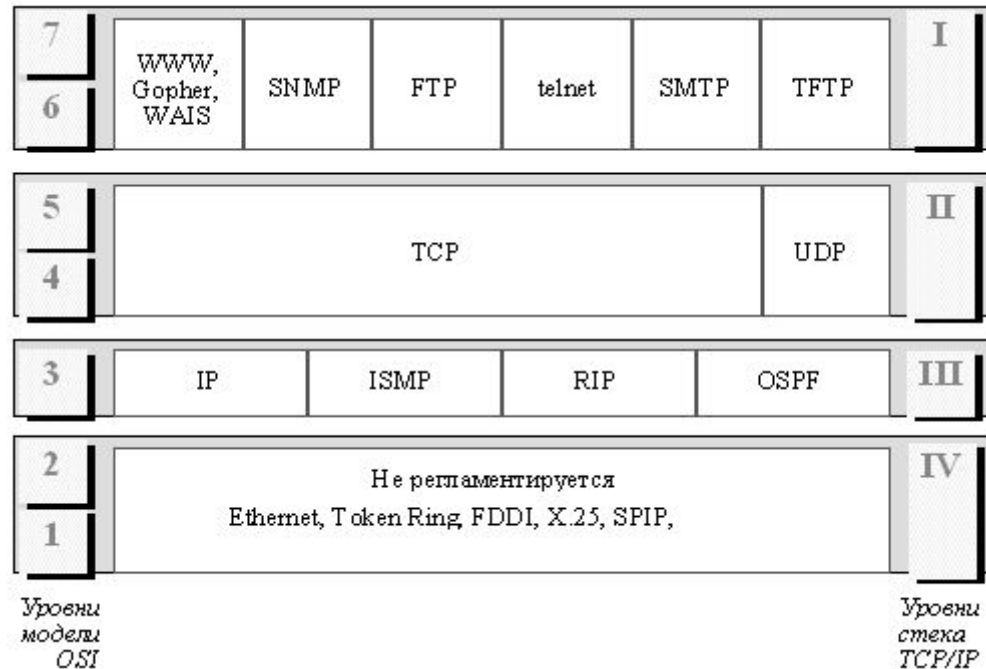 7
6
WWW,
Gopher,
WAIS
SNMP
FTP
telnet
SMTP
TFTP
I
5
4
TCP
UDP
II
3
IP
ISMP
RIP
OSPF
III
2
1
Не регламентируется
Ethernet, Token Ring, FDDI, X.25, SPIP,
IV
Уровни
модели
OSI
Уровни
стека
TCP/IP